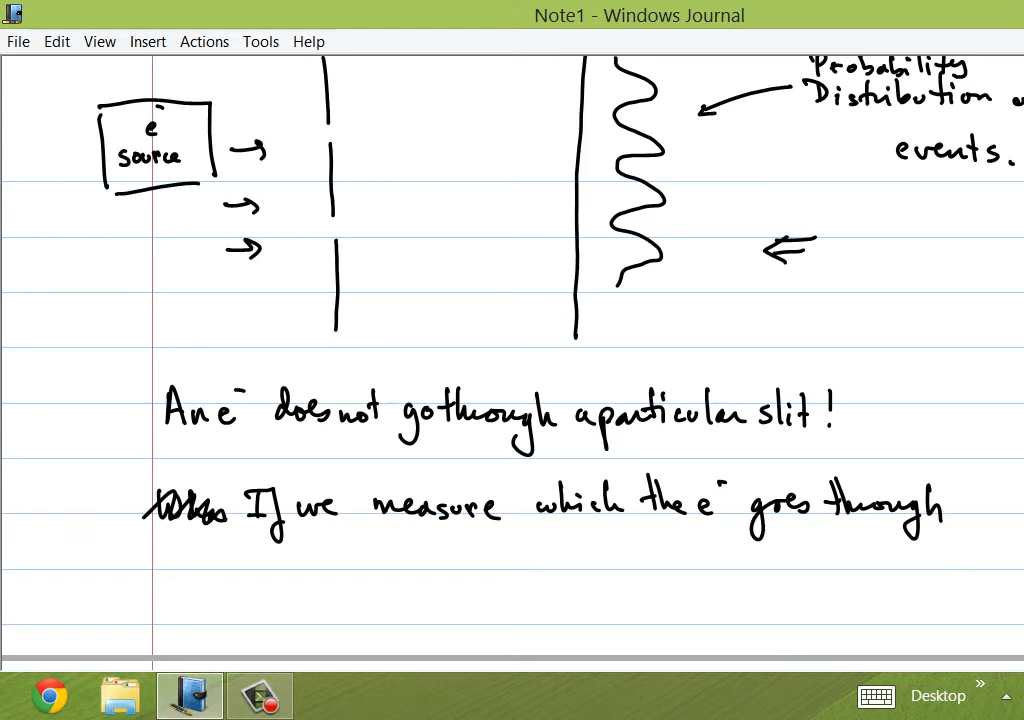 Note1 - Windows Journal
File Edit View Insert Actions Tools Help
Probability
Distribution
events.
e⁻
source
An e⁻ does not go through a particular slit!
If we measure which the e⁻ goes through
Desktop